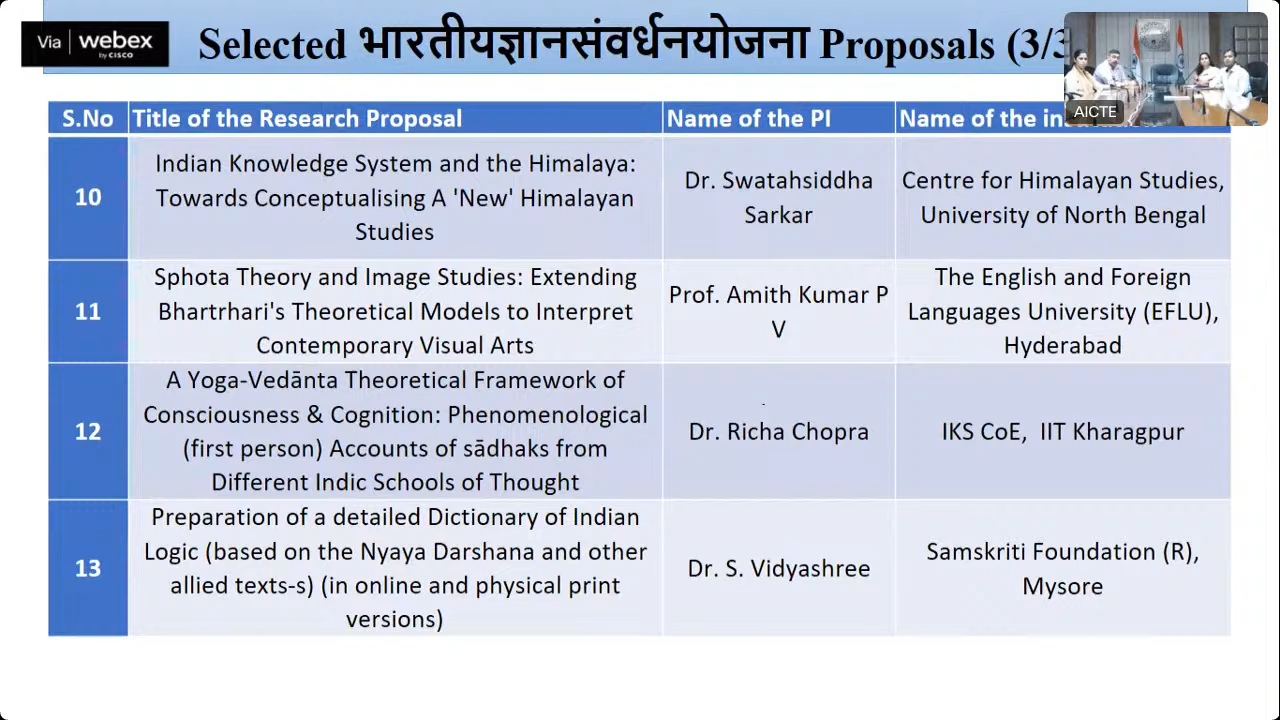 Via webex
by CISCO
Selected भारतीयज्ञानसंवर्धनयोजना Proposals (3/3
AICTE
S.No Title of the Research Proposal Name of the PI Name of the
10
Indian Knowledge System and the Himalaya:
Towards Conceptualising A 'New' Himalayan
Studies
Dr. Swatahsiddha
Sarkar
Centre for Himalayan Studies,
University of North Bengal
11
Sphota Theory and Image Studies: Extending
Bhartrhari's Theoretical Models to Interpret
Contemporary Visual Arts
Prof. Amith Kumar P
V
The English and Foreign
Languages University (EFLU),
Hyderabad
12
A Yoga-Vedānta Theoretical Framework of
Consciousness & Cognition: Phenomenological
(first person) Accounts of sādhaks from
Different Indic Schools of Thought
Dr. Richa Chopra
IKS CoE, IIT Kharagpur
13
Preparation of a detailed Dictionary of Indian
Logic (based on the Nyaya Darshana and other
allied texts-s) (in online and physical print
versions)
Dr. S. Vidyashree
Samskriti Foundation (R),
Mysore